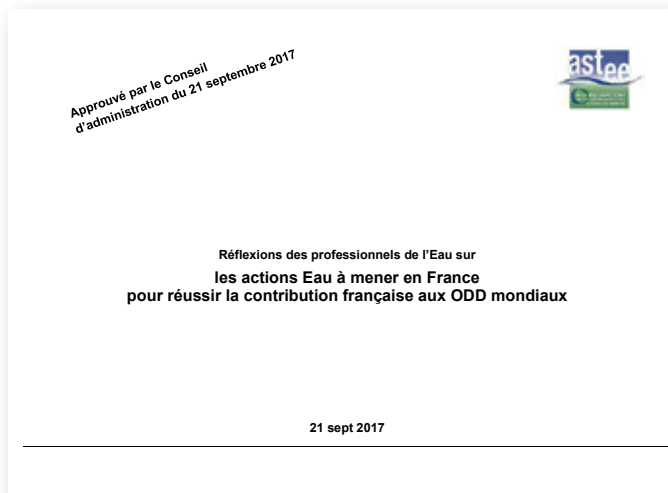 Approuvé par le Conseil
d'administration du 21 septembre 2017
astee
Réflexions des professionnels de l'Eau sur
les actions Eau à mener en France
pour réussir la contribution française aux ODD mondiaux
21 sept 2017